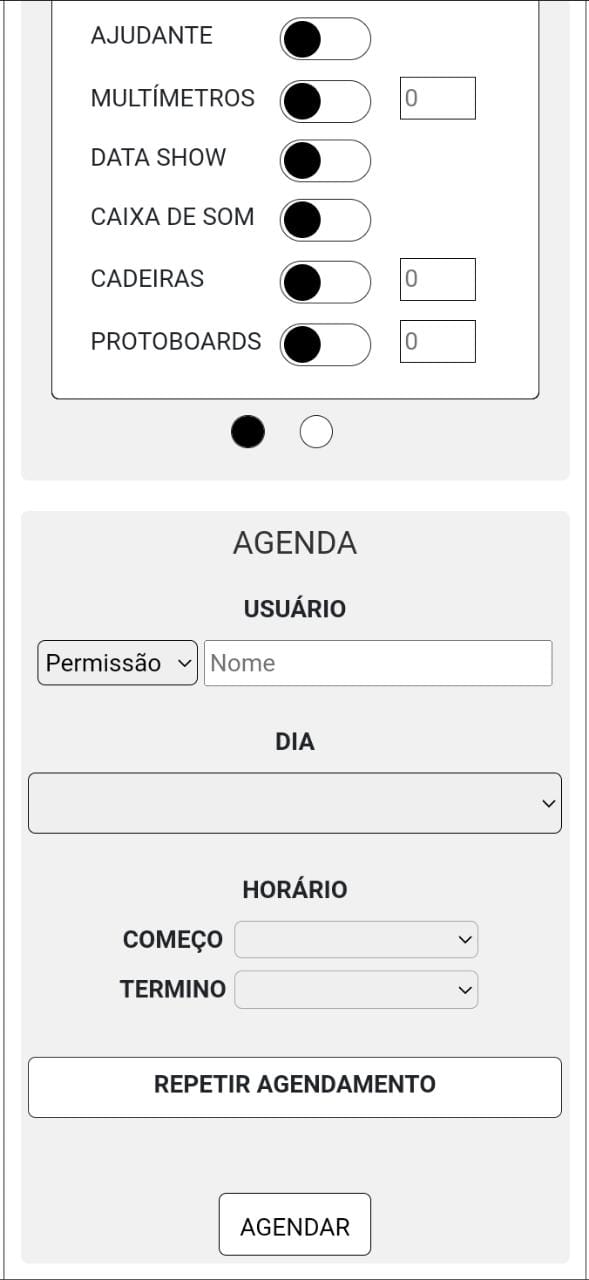 AJUDANTE
MULTÍMETROS 0
DATA SHOW
CAIXA DE SOM
CADEIRAS 0
PROTOBOARDS 0
AGENDA
USUÁRIO
Permissão Nome
DIA
HORÁRIO
COMEÇO
TERMINO
REPETIR AGENDAMENTO
AGENDAR